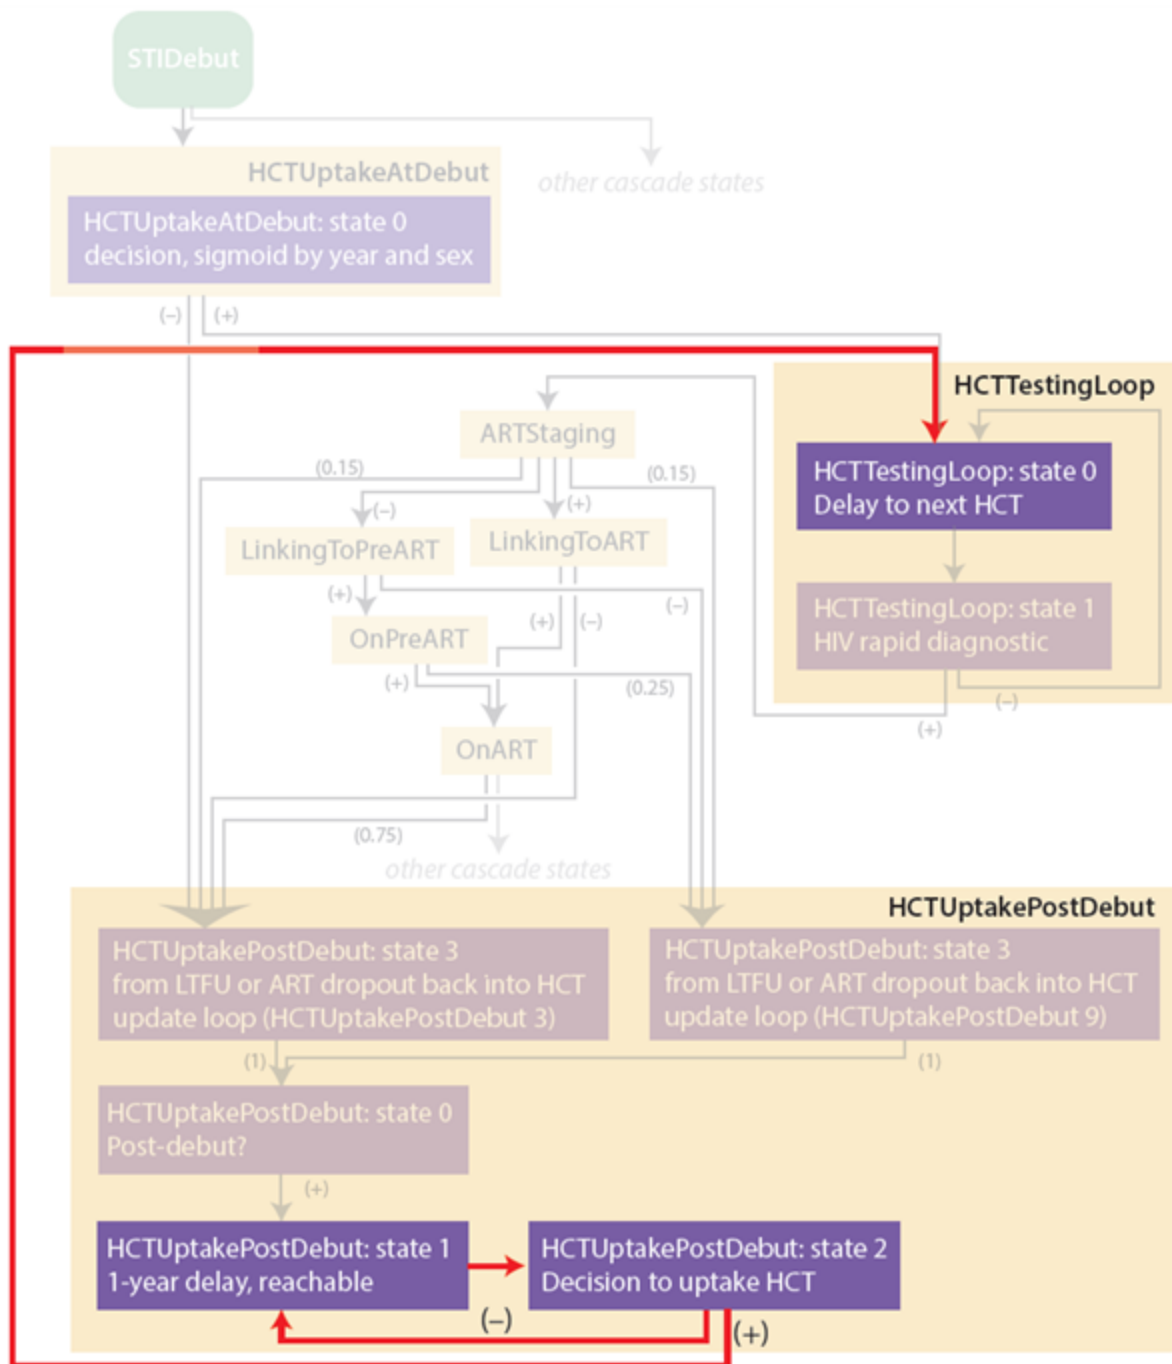 STIDebut
HCTUptakeAtDebut
other cascade states
HCTUptakeAtDebut: state 0
decision, sigmoid by year and sex
(–)
(+)
HCTTestingLoop
ARTStaging
(0.15)
(0.15)
HCTTestingLoop: state 0
Delay to next HCT
(–)
(+)
LinkingToPreART
LinkingToART
(+)
(–)
(+)
(–)
HCTTestingLoop: state 1
HIV rapid diagnostic
OnPreART
(+)
(0.25)
(–)
(+)
OnART
(0.75)
other cascade states
HCTUptakePostDebut
HCTUptakePostDebut: state 3
from LTFU or ART dropout back into HCT
update loop (HCTUptakePostDebut 3)
HCTUptakePostDebut: state 3
from LTFU or ART dropout back into HCT
update loop (HCTUptakePostDebut 9)
(1)
(1)
HCTUptakePostDebut: state 0
Post-debut?
(+)
HCTUptakePostDebut: state 1
1-year delay, reachable
HCTUptakePostDebut: state 2
Decision to uptake HCT
(–)
(+)